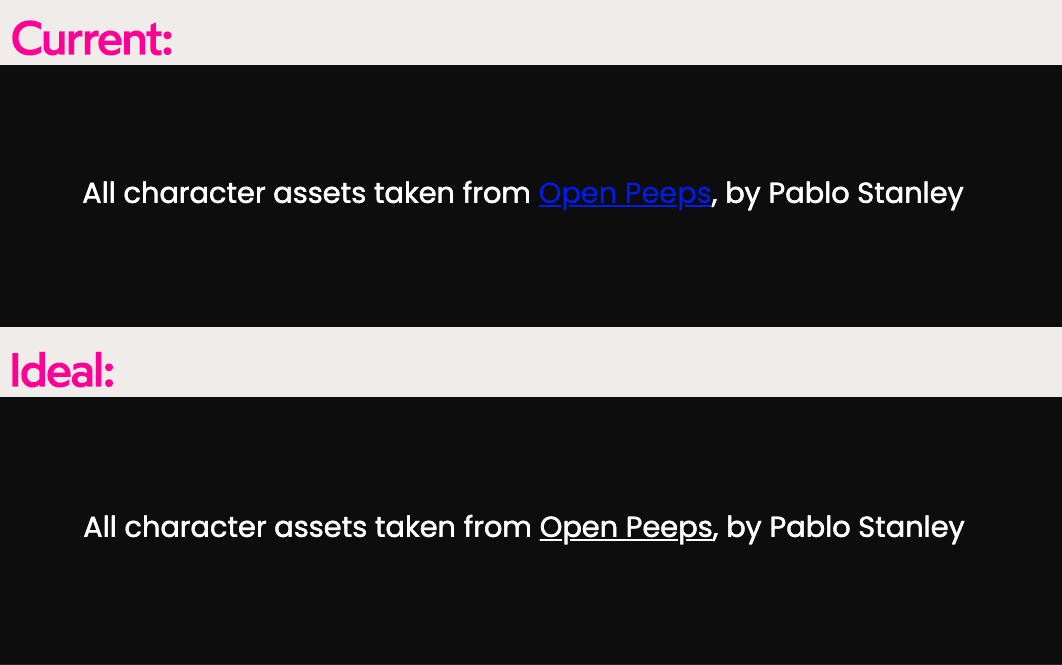 Current:
All character assets taken from Open Peeps, by Pablo Stanley
Ideal:
All character assets taken from Open Peeps, by Pablo Stanley